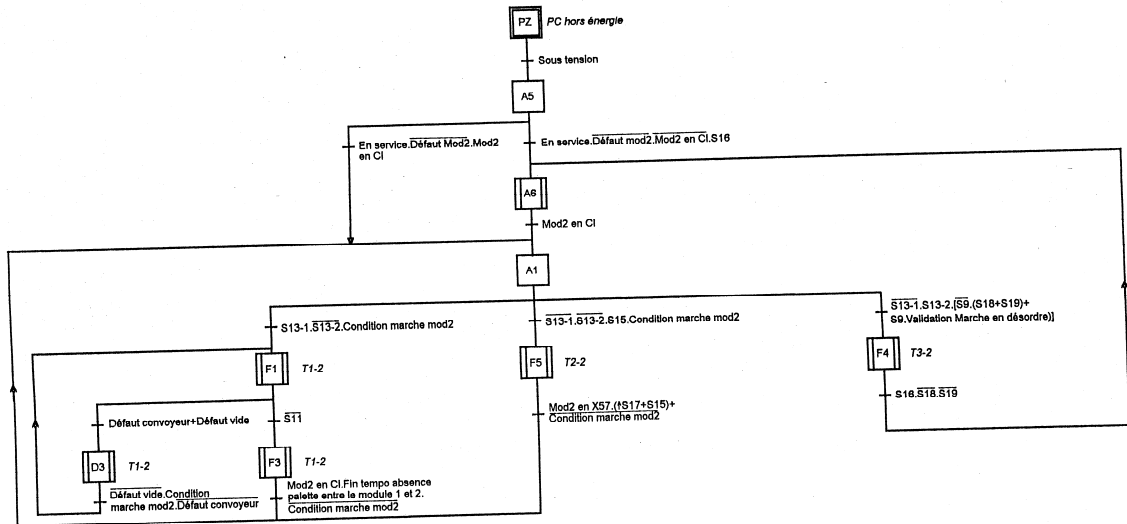 PZ PC hors énergie
Sous tension
A5
En service.Défaut Mod2.Mod2
en CI
En service.Défaut mod2.Mod2 en CI.S16
A6
Mod2 en CI
A1
S13-1.S13-2.Condition marche mod2
S13-1.S13-2.S15.Condition marche mod2
S13-1.S13-2.[S9.(S18+S19)+
S9.Validation Marche en désordre)]
F1 T1-2
F5 T2-2
F4 T3-2
Défaut convoyeur+Défaut vide
S11
Mod2 en X57.(↑S17+S15)+
Condition marche mod2
S16.S18.S19
D3 T1-2
F3 T1-2
Défaut vide.Condition
marche mod2.Défaut convoyeur
Mod2 en CI.Fin tempo absence
palette entre le module 1 et 2.
Condition marche mod2